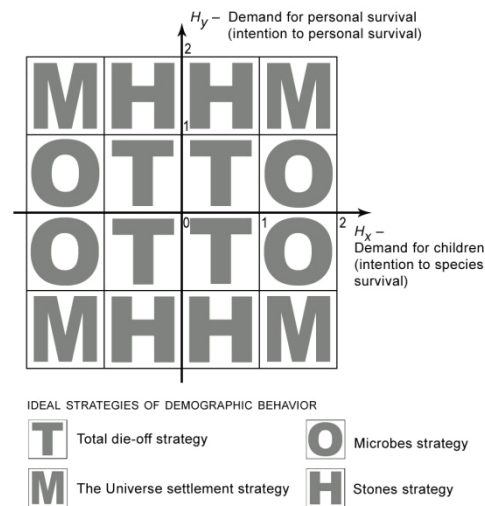 Hy – Demand for personal survival
(intention to personal survival)
2
M H H M
1
O T T O
0 1 2
Hx –
Demand for children
(intention to species
survival)
O T T O
M H H M
IDEAL STRATEGIES OF DEMOGRAPHIC BEHAVIOR
T Total die-off strategy
O Microbes strategy
M The Universe settlement strategy
H Stones strategy